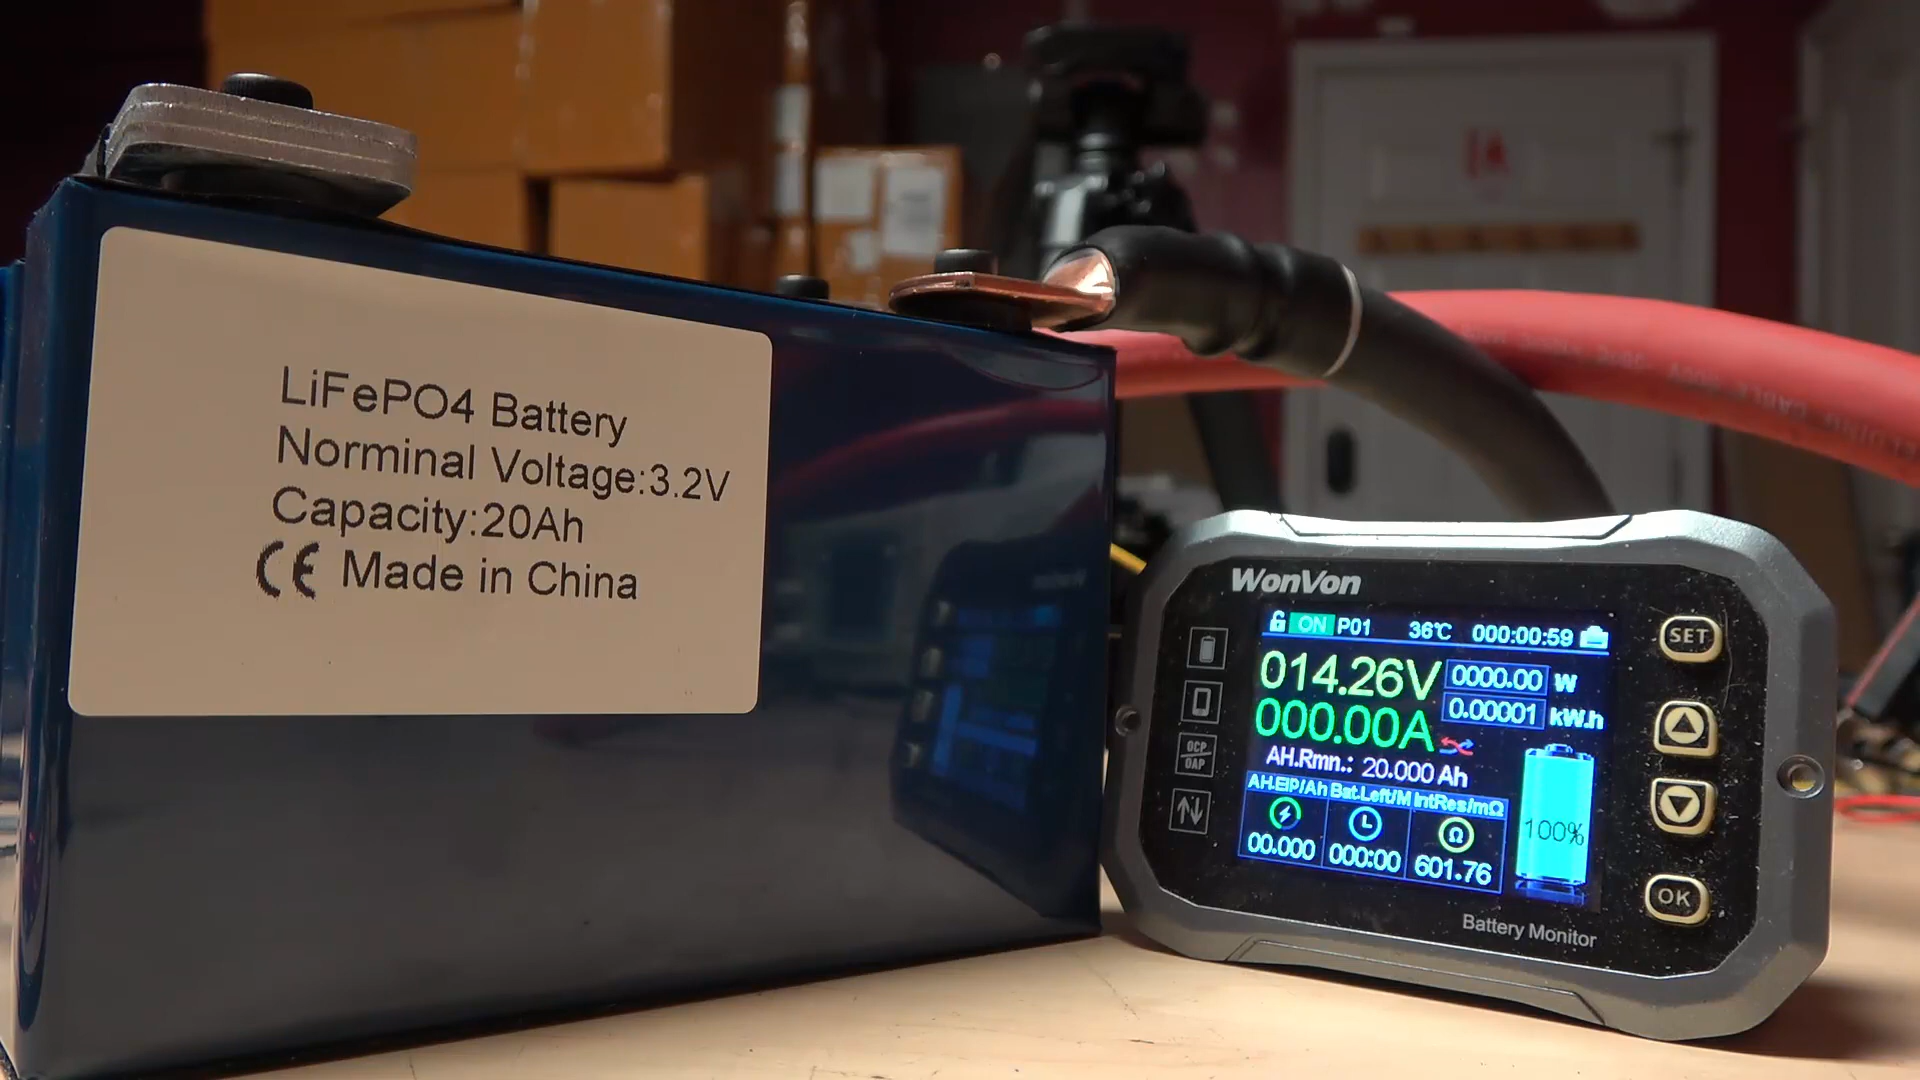 LiFePO4 Battery
Norminal Voltage:3.2V
Capacity:20Ah
CE Made in China
WonVon
ON P01 36℃ 000:00:59
014.26V 0000.00 W
000.00A 0.00001 kW.h
AH.Rmn.: 20.000 Ah
AH.EIP/Ah Bat.Left/M IntRes/mΩ
Ω
00.000 000:00 601.76
100%
OCP
OAP
SET
OK
Battery Monitor